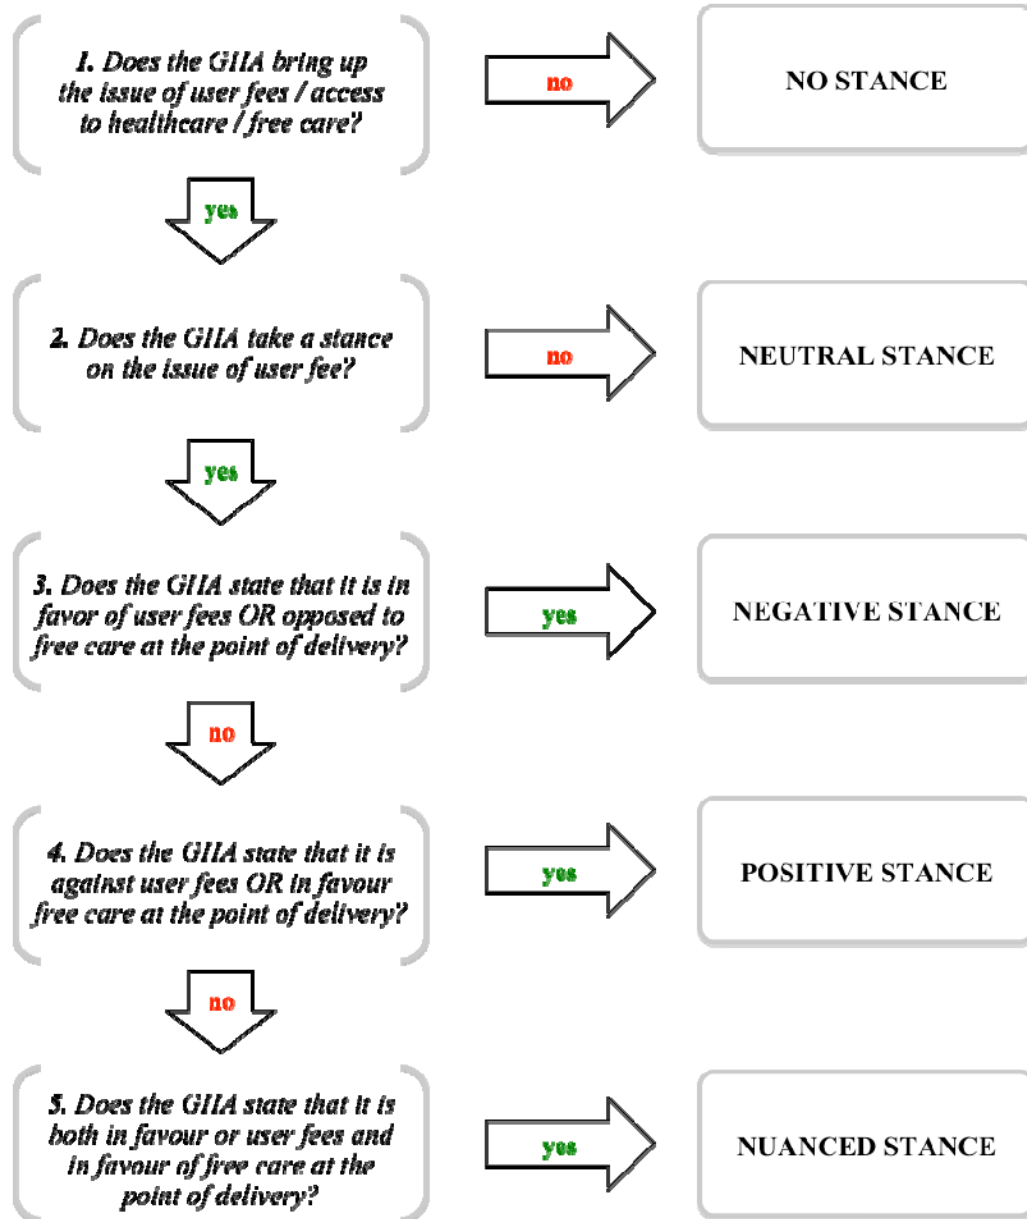 1. Does the GHA bring up
the issue of user fees / access
to healthcare / free care?
no
NO STANCE
yes
2. Does the GHA take a stance
on the issue of user fee?
no
NEUTRAL STANCE
yes
3. Does the GHA state that it is in
favor of user fees OR opposed to
free care at the point of delivery?
yes
NEGATIVE STANCE
no
4. Does the GHA state that it is
against user fees OR in favour
free care at the point of delivery?
yes
POSITIVE STANCE
no
5. Does the GHA state that it is
both in favour or user fees and
in favour of free care at the
point of delivery?
yes
NUANCED STANCE